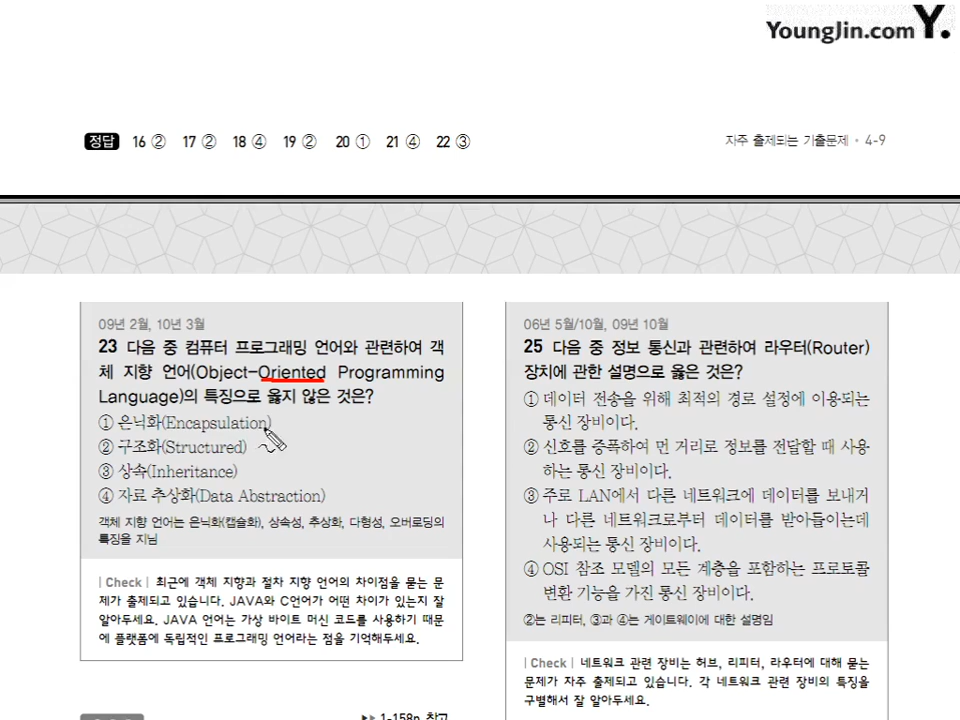 YoungJin.com Y.
정답 16 ② 17 ② 18 ④ 19 ② 20 ① 21 ④ 22 ③
자주 출제되는 기출문제 • 4-9
09년 2월, 10년 3월
23 다음 중 컴퓨터 프로그래밍 언어와 관련하여 객
체 지향 언어(Object-Oriented Programming
Language)의 특징으로 옳지 않은 것은?
① 은닉화(Encapsulation)
② 구조화(Structured)
③ 상속(Inheritance)
④ 자료 추상화(Data Abstraction)
객체 지향 언어는 은닉화(캡슐화), 상속성, 추상화, 다형성, 오버로딩의
특징을 지님
| Check | 최근에 객체 지향과 절차 지향 언어의 차이점을 묻는 문
제가 출제되고 있습니다. JAVA와 C언어가 어떤 차이가 있는지 잘
알아두세요. JAVA 언어는 가상 바이트 머신 코드를 사용하기 때문
에 플랫폼에 독립적인 프로그래밍 언어라는 점을 기억해두세요.
▶▶ 1-158p 참고
06년 5월/10월, 09년 10월
25 다음 중 정보 통신과 관련하여 라우터(Router)
장치에 관한 설명으로 옳은 것은?
① 데이터 전송을 위해 최적의 경로 설정에 이용되는
통신 장비이다.
② 신호를 증폭하여 먼 거리로 정보를 전달할 때 사용
하는 통신 장비이다.
③ 주로 LAN에서 다른 네트워크에 데이터를 보내거
나 다른 네트워크로부터 데이터를 받아들이는데
사용되는 통신 장비이다.
④ OSI 참조 모델의 모든 계층을 포함하는 프로토콜
변환 기능을 가진 통신 장비이다.
②는 리피터, ③과 ④는 게이트웨이에 대한 설명임
| Check | 네트워크 관련 장비는 허브, 리피터, 라우터에 대해 묻는
문제가 자주 출제되고 있습니다. 각 네트워크 관련 장비의 특징을
구별해서 잘 알아두세요.